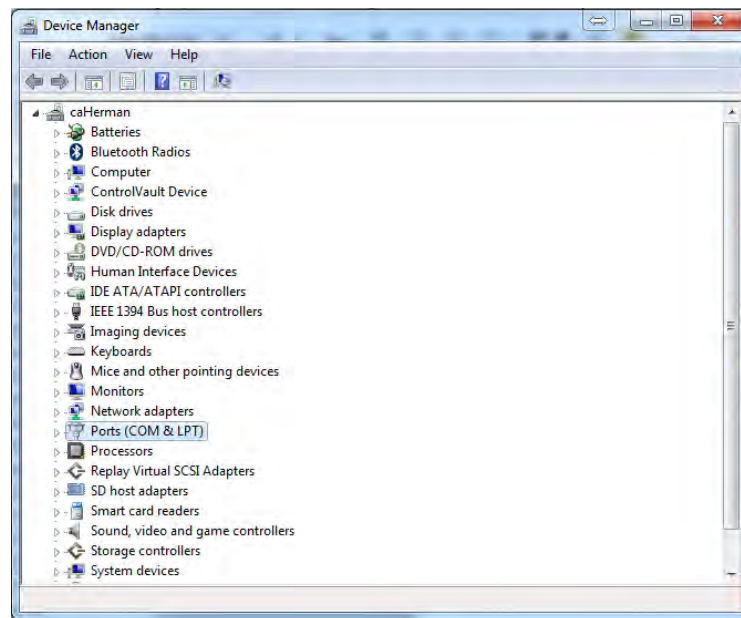 Device Manager
File Action View Help
caHerman
Batteries
Bluetooth Radios
Computer
ControlVault Device
Disk drives
Display adapters
DVD/CD-ROM drives
Human Interface Devices
IDE ATA/ATAPI controllers
IEEE 1394 Bus host controllers
Imaging devices
Keyboards
Mice and other pointing devices
Monitors
Network adapters
Ports (COM & LPT)
Processors
Replay Virtual SCSI Adapters
SD host adapters
Smart card readers
Sound, video and game controllers
Storage controllers
System devices